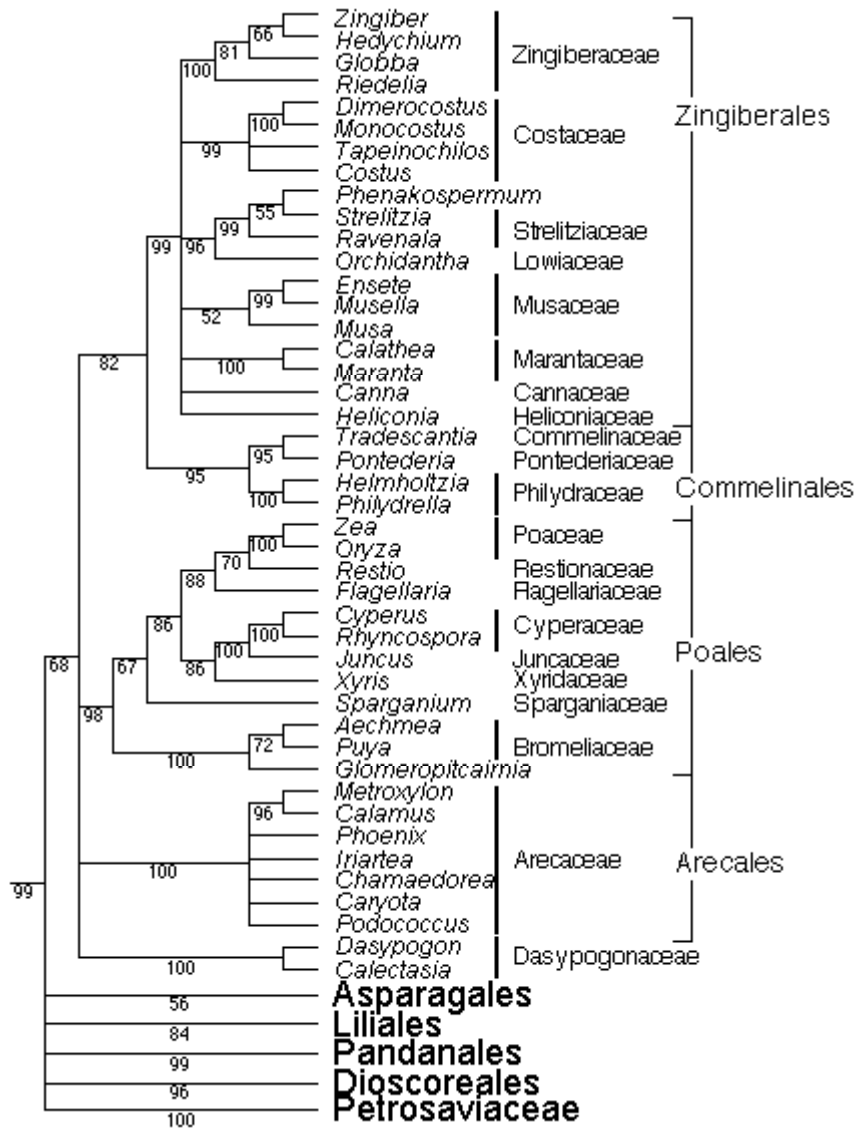 Zingiber
66
Hedychium
81
Globba
Zingiberaceae
100
Riedelia
Dimerocostus
Zingiberales
100
Monocostus
Costaceae
99
Tapeinochilos
Costus
Phenakospermum
55
Strelitzia
99
Ravenala
Strelitziaceae
99
96
Orchidantha
Lowiaceae
Ensete
99
Musella
Musaceae
52
Musa
Calathea
82
100
Marantaceae
Maranta
Canna
Cannaceae
Heliconia
Heliconiaceae
Tradescantia
Commelinaceae
95
Pontederia
Pontederiaceae
95
Helmholtzia
Philydraceae
Commelinales
100
Philydrella
Zea
100
Poaceae
Oryza
70
Restio
Restionaceae
88
Flagellaria
Flagellariaceae
Cyperus
86
100
Cyperaceae
Rhyncospora
100
Juncus
Juncaceae
Poales
68
67
86
Xyris
Xyridaceae
Sparganium
Sparganiaceae
98
Aechmea
72
Puya
Bromeliaceae
100
Glomeropitcairnia
Metroxylon
96
Calamus
Phoenix
Iriartea
Arecaceae
Arecales
100
Chamaedorea
99
Caryota
Podococcus
Dasypogon
Dasypogonaceae
100
Calectasia
Asparagales
56
Liliales
84
Pandanales
99
Dioscoreales
96
Petrosaviaceae
100